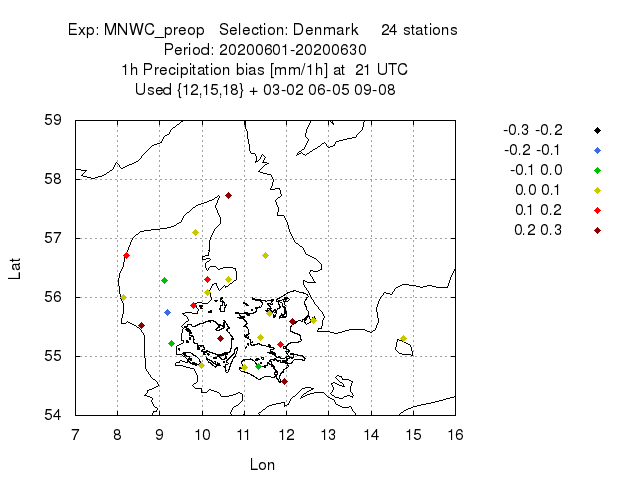 Exp: MNWC_preop Selection: Denmark 24 stations
Period: 20200601-20200630
1h Precipitation bias [mm/1h] at 21 UTC
Used {12,15,18} + 03-02 06-05 09-08
59
58
57
56
55
54
Lat
7 8 9 10 11 12 13 14 15 16
Lon
-0.3 -0.2
-0.2 -0.1
-0.1 0.0
0.0 0.1
0.1 0.2
0.2 0.3